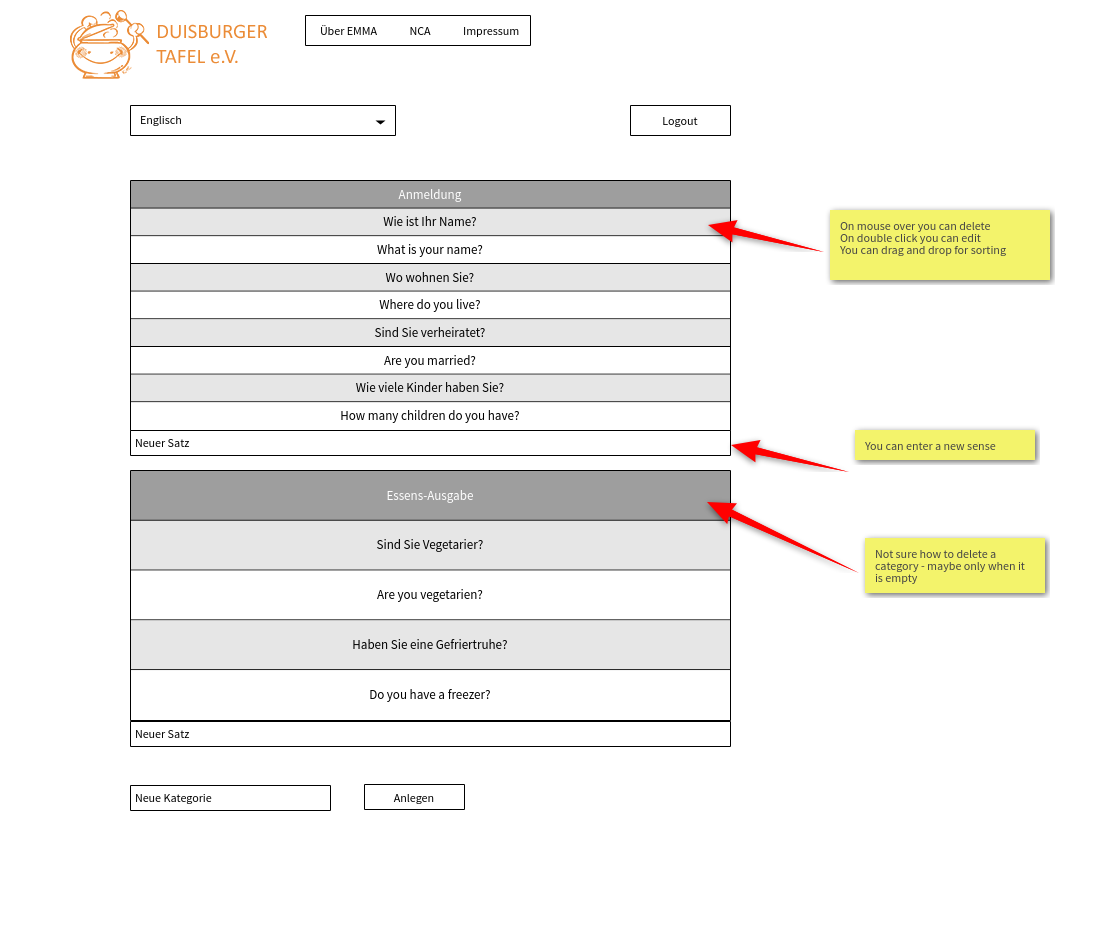 DUISBURGER
TAFEL e.V.
Über EMMA NCA Impressum
Englisch
Logout
Anmeldung
Wie ist Ihr Name?
What is your name?
Wo wohnen Sie?
Where do you live?
Sind Sie verheiratet?
Are you married?
Wie viele Kinder haben Sie?
How many children do you have?
Neuer Satz
On mouse over you can delete
On double click you can edit
You can drag and drop for sorting
You can enter a new sense
Essens-Ausgabe
Sind Sie Vegetarier?
Are you vegetarien?
Haben Sie eine Gefriertruhe?
Do you have a freezer?
Neuer Satz
Not sure how to delete a
category - maybe only when it
is empty
Neue Kategorie
Anlegen